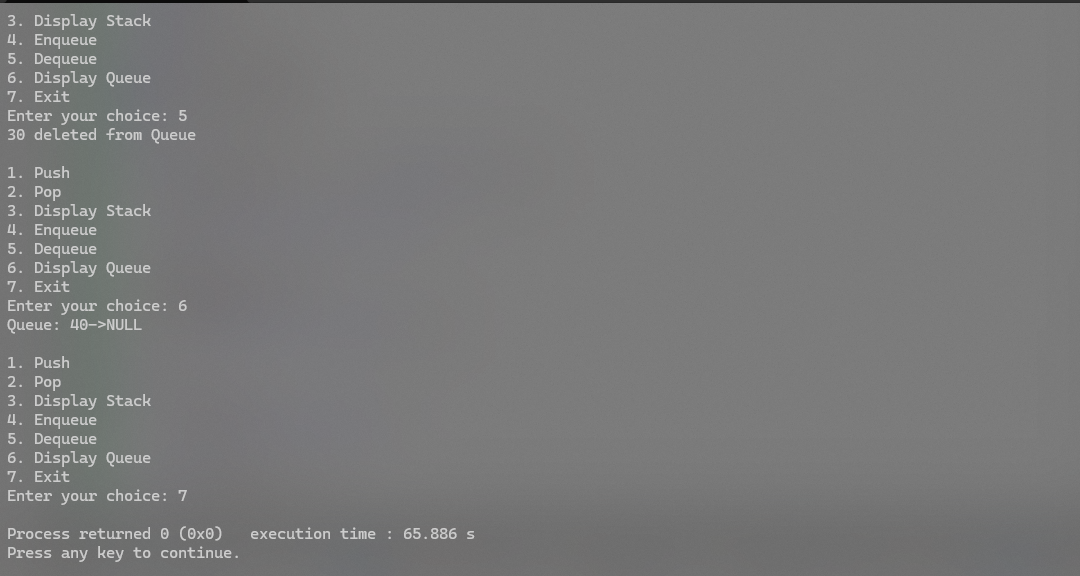 3. Display Stack
4. Enqueue
5. Dequeue
6. Display Queue
7. Exit
Enter your choice: 5
30 deleted from Queue
1. Push
2. Pop
3. Display Stack
4. Enqueue
5. Dequeue
6. Display Queue
7. Exit
Enter your choice: 6
Queue: 40->NULL
1. Push
2. Pop
3. Display Stack
4. Enqueue
5. Dequeue
6. Display Queue
7. Exit
Enter your choice: 7
Process returned 0 (0x0)   execution time : 65.886 s
Press any key to continue.